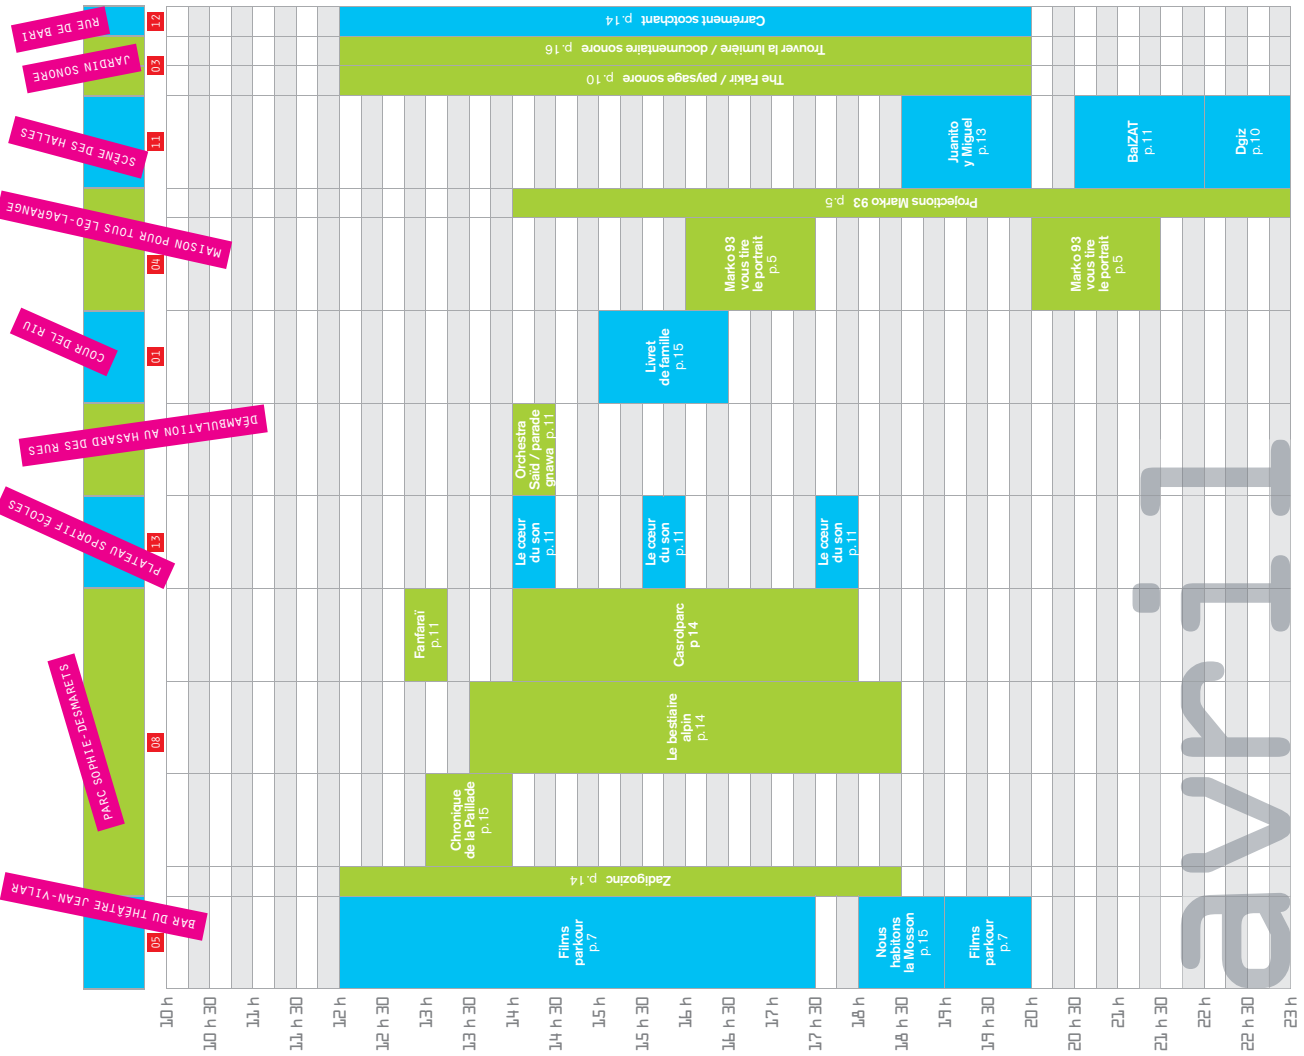 RUE DE BARI
12
Carrément scotchant p.14
JARDIN SONORE
03
Trouver la lumière / documentaire sonore p.16
The Fakir / paysage sonore p.10
SCÈNE DES HALLES
11
Juanito
y Miguel
p.13
BalZAT
p.11
Dgiz
p.10
MAISON POUR TOUS LÉO-LAGRANGE
04
Projections Marko 93 p.5
Marko 93
vous tire
le portrait
p.5
Marko 93
vous tire
le portrait
p.5
COUR DEL RIU
01
Livret
de famille
p.15
DÉAMBULATION AU HASARD DES RUES
Orchestra
Saïd / parade
gnawa p.11
PLATEAU SPORTIF ÉCOLES
13
Le cœur
du son
p.11
Le cœur
du son
p.11
Le cœur
du son
p.11
PARC SOPHIE-DESMARETS
08
Fanfaraï
p.11
Casrolparc
p 14
Le bestiaire
alpin
p.14
Chronique
de la Paillade
p.15
Zadigozinc p.14
BAR DU THÉÂTRE JEAN-VILAR
05
Films
parkour
p.7
Nous
habitons
la Mosson
p.15
Films
parkour
p.7
10 h
10 h 30
11 h
11 h 30
12 h
12 h 30
13 h
13 h 30
14 h
14 h 30
15 h
15 h 30
16 h
16 h 30
17 h
17 h 30
18 h
18 h 30
19 h
19 h 30
20 h
20 h 30
21 h
21 h 30
22 h
22 h 30
23 h
avril